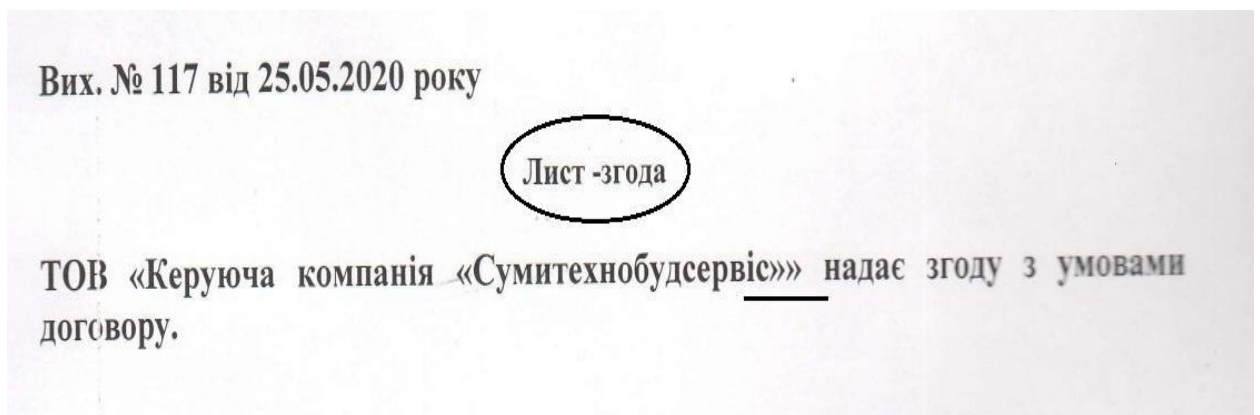 Вих. № 117 від 25.05.2020 року
Лист -згода
ТОВ «Керуюча компанія «Сумитехнобудсервіс»» надає згоду з умовами
договору.